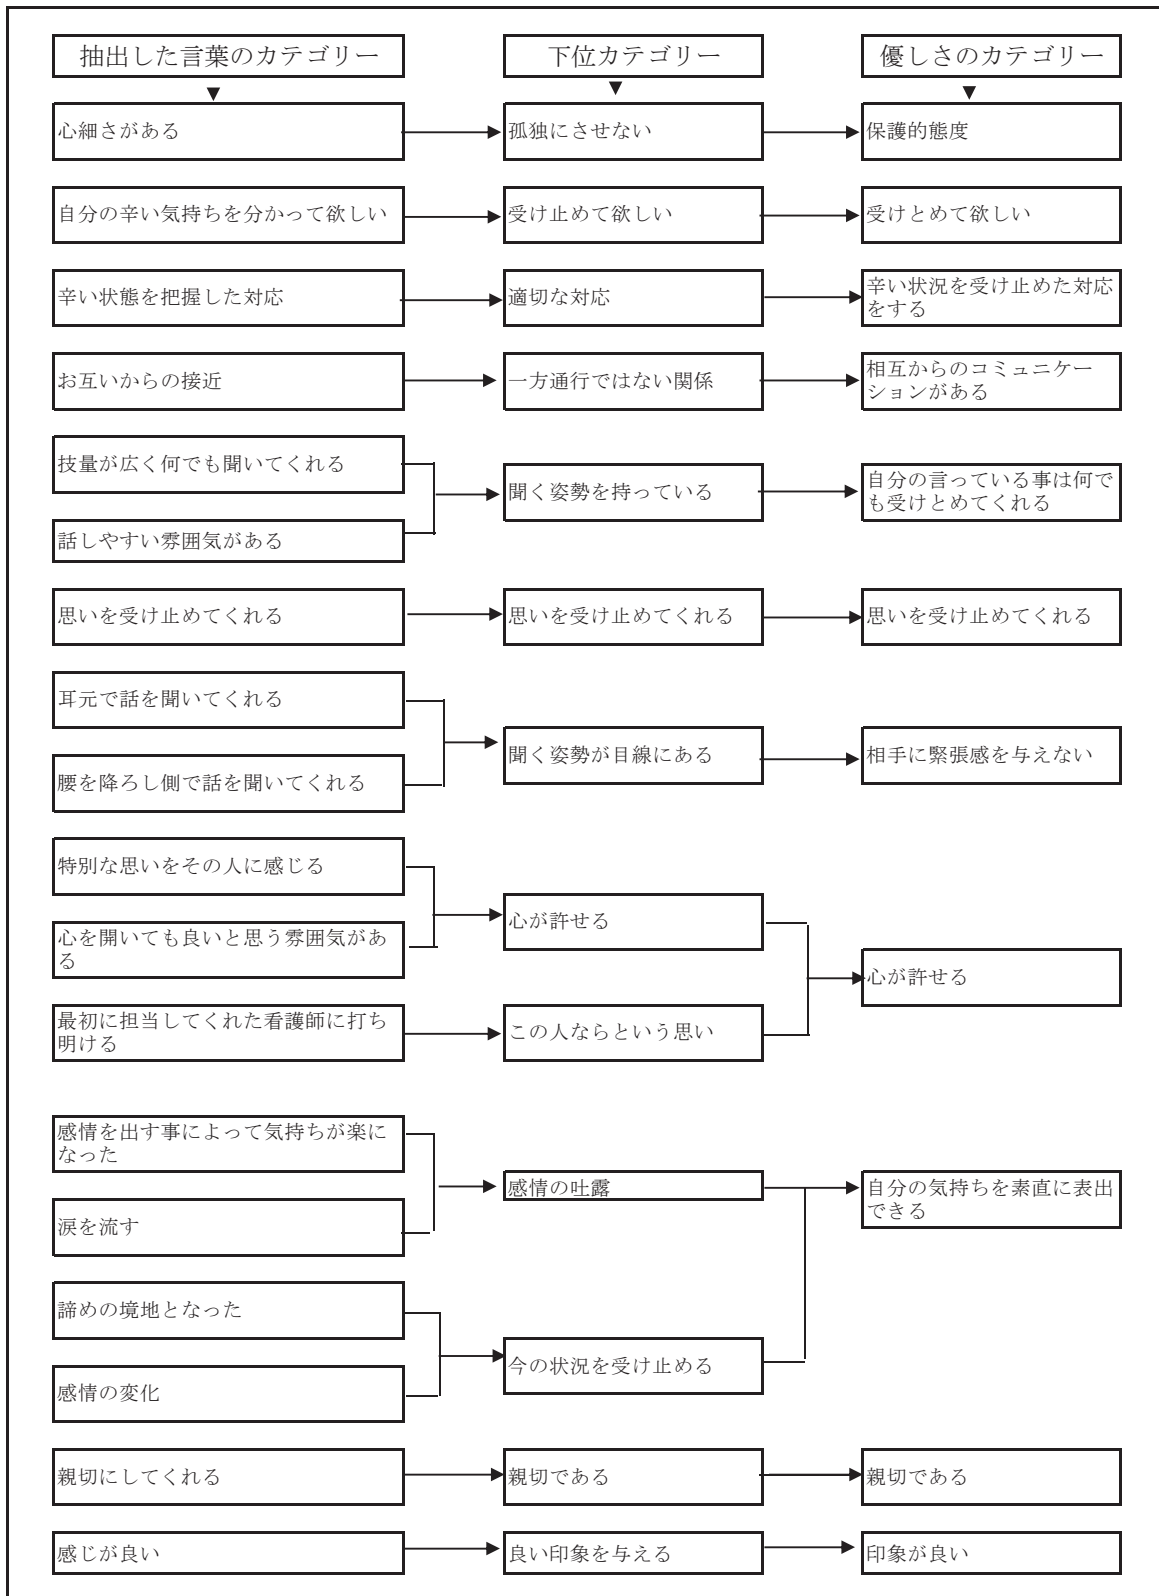 抽出した言葉のカテゴリー
下位カテゴリー
優しさのカテゴリー
▼
▼
▼
心細さがある
孤独にさせない
保護的態度
自分の辛い気持ちを分かって欲しい
受け止めて欲しい
受けとめて欲しい
辛い状態を把握した対応
適切な対応
辛い状況を受け止めた対応
をする
お互いからの接近
一方通行ではない関係
相互からのコミュニケー
ションがある
技量が広く何でも聞いてくれる
話しやすい雰囲気がある
聞く姿勢を持っている
自分の言っている事は何で
も受けとめてくれる
思いを受け止めてくれる
思いを受け止めてくれる
思いを受け止めてくれる
耳元で話を聞いてくれる
腰を降ろし側で話を聞いてくれる
聞く姿勢が目線にある
相手に緊張感を与えない
特別な思いをその人に感じる
心を開いても良いと思う雰囲気があ
る
心が許せる
最初に担当してくれた看護師に打ち
明ける
この人ならという思い
心が許せる
感情を出す事によって気持ちが楽に
なった
涙を流す
感情の吐露
自分の気持ちを素直に表出
できる
諦めの境地となった
感情の変化
今の状況を受け止める
親切にしてくれる
親切である
親切である
感じが良い
良い印象を与える
印象が良い